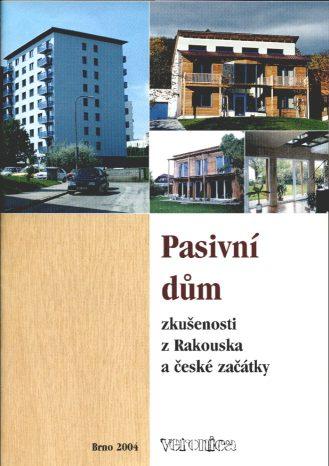 Pasivní
dům
zkušenosti
z Rakouska
a české začátky
Brno 2004
veronica